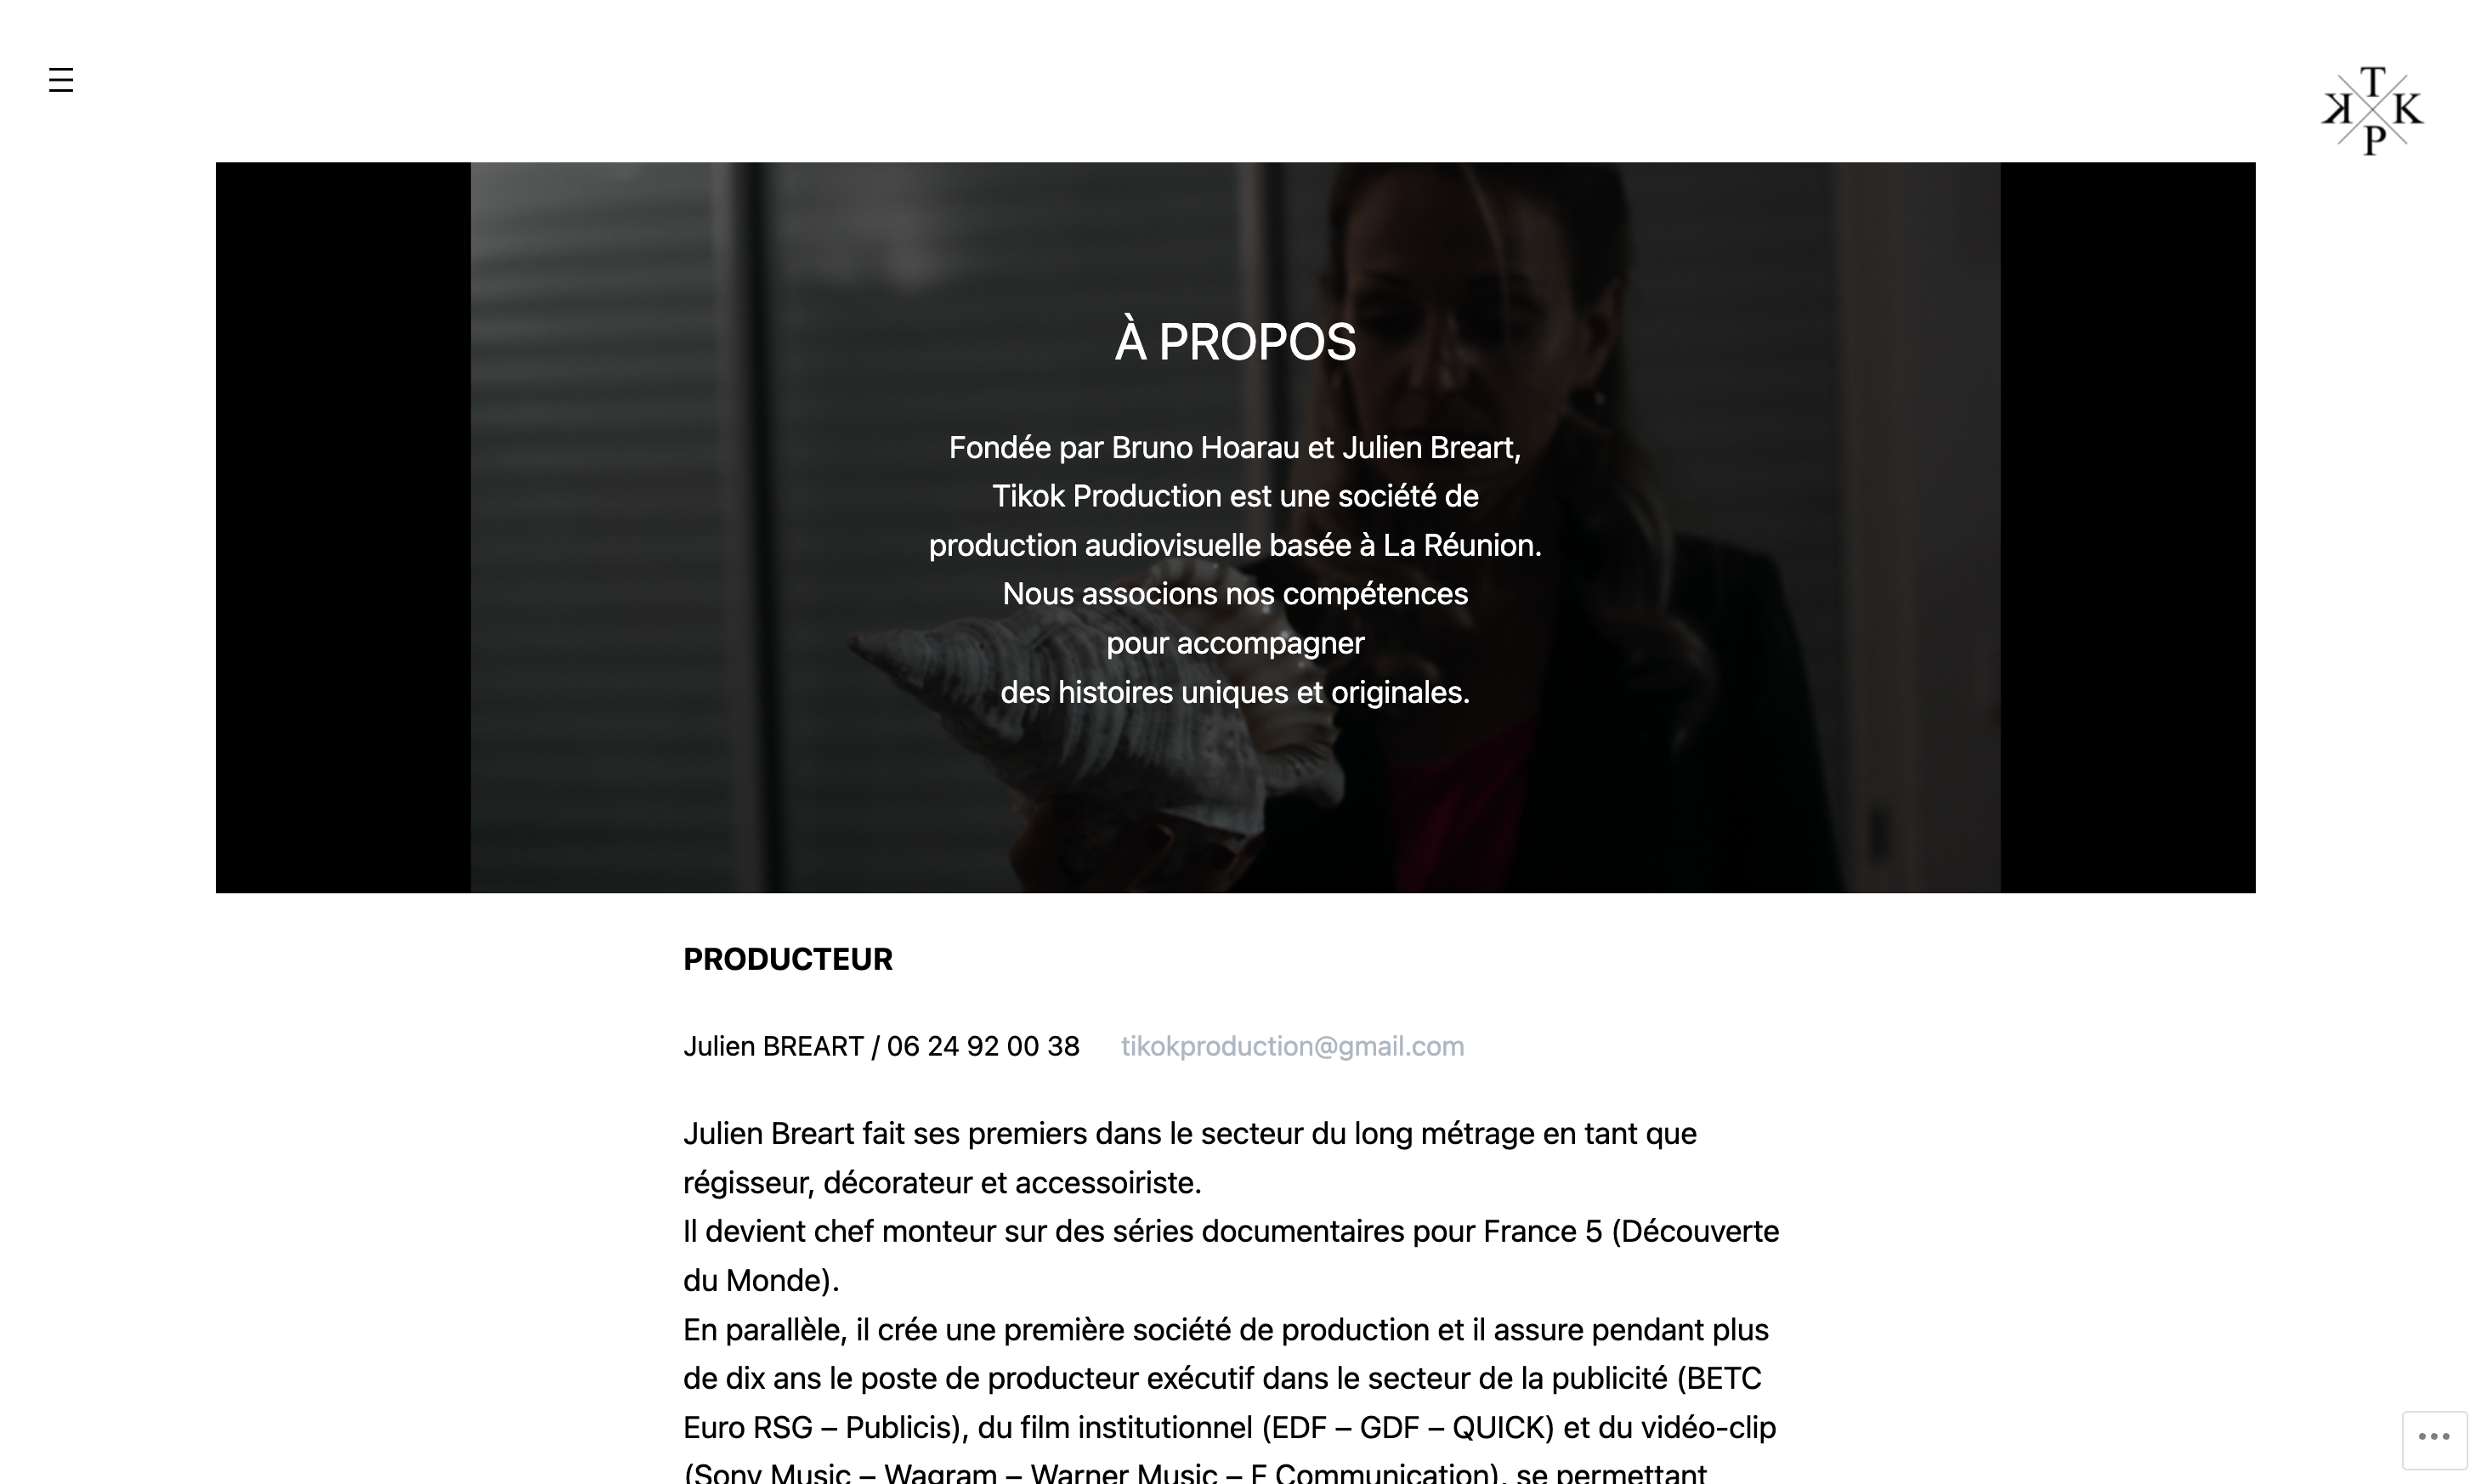 T
K K
P
À PROPOS
Fondée par Bruno Hoarau et Julien Breart,
Tikok Production est une société de
production audiovisuelle basée à La Réunion.
Nous associons nos compétences
pour accompagner
des histoires uniques et originales.
PRODUCTEUR
Julien BREART / 06 24 92 00 38 tikokproduction@gmail.com
Julien Breart fait ses premiers dans le secteur du long métrage en tant que
régisseur, décorateur et accessoiriste.
Il devient chef monteur sur des séries documentaires pour France 5 (Découverte
du Monde).
En parallèle, il crée une première société de production et il assure pendant plus
de dix ans le poste de producteur exécutif dans le secteur de la publicité (BETC
Euro RSG – Publicis), du film institutionnel (EDF – GDF – QUICK) et du vidéo-clip
(Sony Music – Wagram – Warner Music – F Communication), se permettant